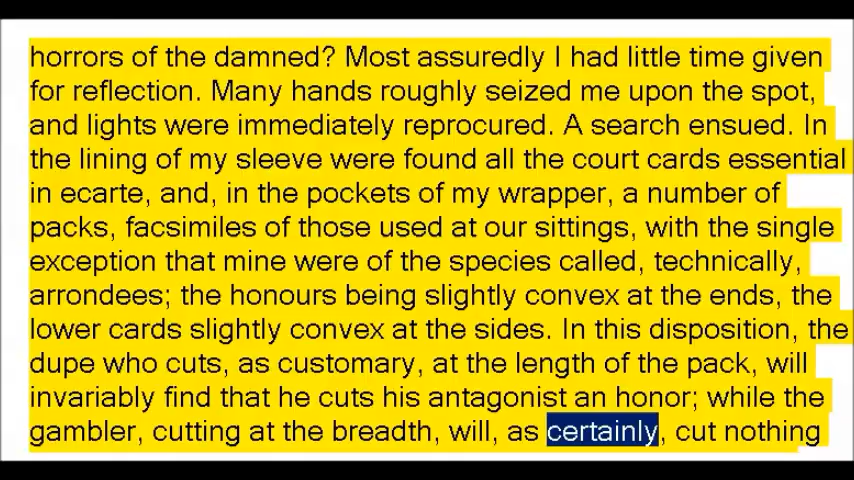 horrors of the damned? Most assuredly I had little time given
for reflection. Many hands roughly seized me upon the spot,
and lights were immediately reprocured. A search ensued. In
the lining of my sleeve were found all the court cards essential
in ecarte, and, in the pockets of my wrapper, a number of
packs, facsimiles of those used at our sittings, with the single
exception that mine were of the species called, technically,
arrondees; the honours being slightly convex at the ends, the
lower cards slightly convex at the sides. In this disposition, the
dupe who cuts, as customary, at the length of the pack, will
invariably find that he cuts his antagonist an honor; while the
gambler, cutting at the breadth, will, as certainly, cut nothing